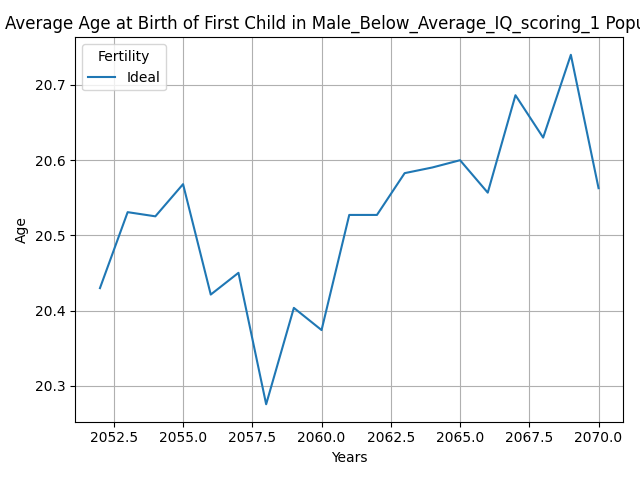 Average Age at Birth of First Child in Male_Below_Average_IQ_scoring_1 Popu
Fertility
Ideal
Age
20.7
20.6
20.5
20.4
20.3
2052.5 2055.0 2057.5 2060.0 2062.5 2065.0 2067.5 2070.0
Years